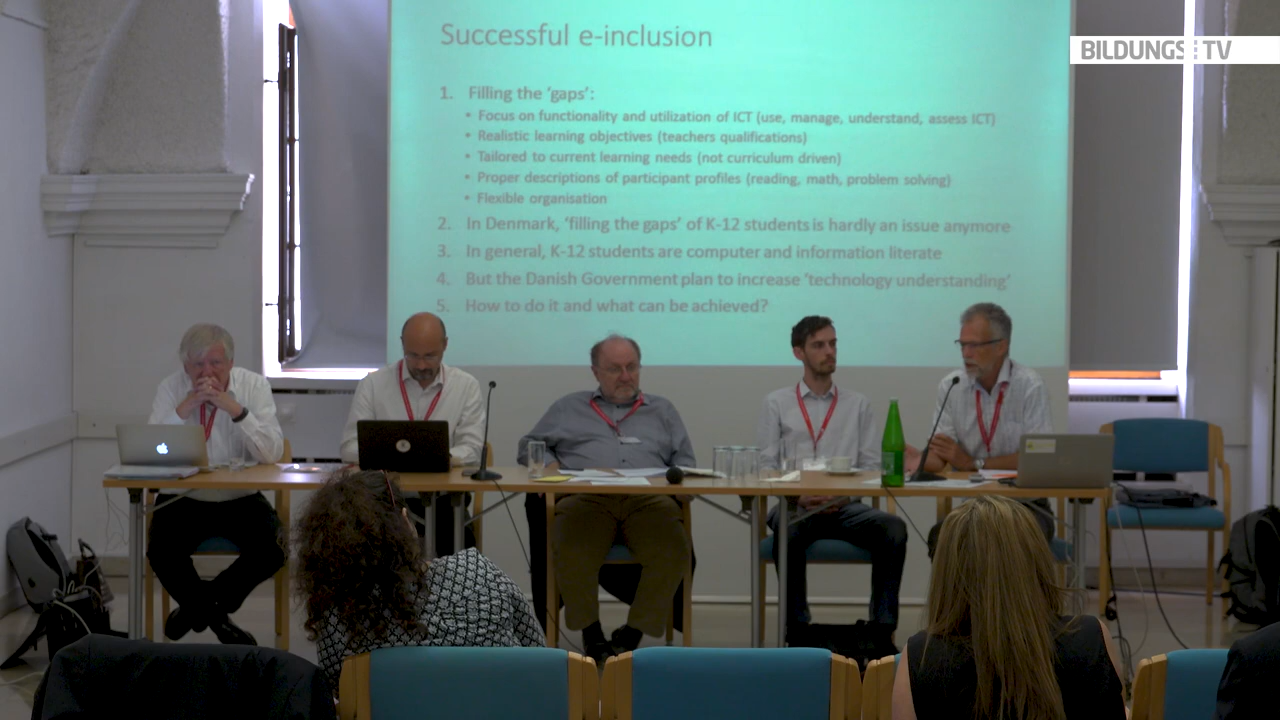 Successful e-inclusion
BILDUNGS TV
1. Filling the 'gaps':
• Focus on functionality and utilization of ICT (use, manage, understand, assess ICT)
• Realistic learning objectives (teachers qualifications)
• Tailored to current learning needs (not curriculum driven)
• Proper descriptions of participant profiles (reading, math, problem solving)
• Flexible organisation
2. In Denmark, 'filling the gaps' of K-12 students is hardly an issue anymore
3. In general, K-12 students are computer and information literate
4. But the Danish Government plan to increase 'technology understanding'
5. How to do it and what can be achieved?